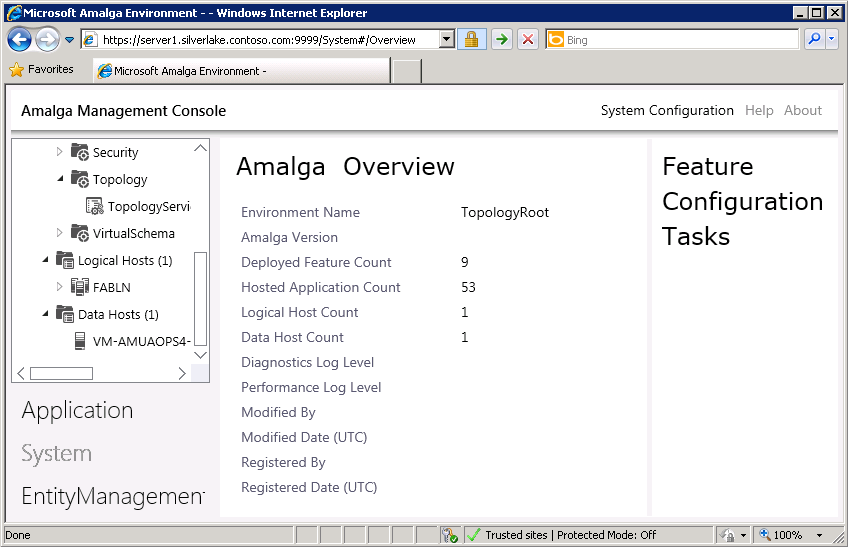 Microsoft Amalga Environment - - Windows Internet Explorer
https://server1.silverlake.contoso.com:9999/System#/Overview
Bing
Favorites
Microsoft Amalga Environment -
Amalga Management Console
System Configuration Help About
Security
Topology
TopologyServi
VirtualSchema
Logical Hosts (1)
FABLN
Data Hosts (1)
VM-AMUAOPS4-
Application
System
EntityManagement
Amalga Overview
Environment Name TopologyRoot
Amalga Version
Deployed Feature Count 9
Hosted Application Count 53
Logical Host Count 1
Data Host Count 1
Diagnostics Log Level
Performance Log Level
Modified By
Modified Date (UTC)
Registered By
Registered Date (UTC)
Feature
Configuration
Tasks
Done
Trusted sites | Protected Mode: Off
100%